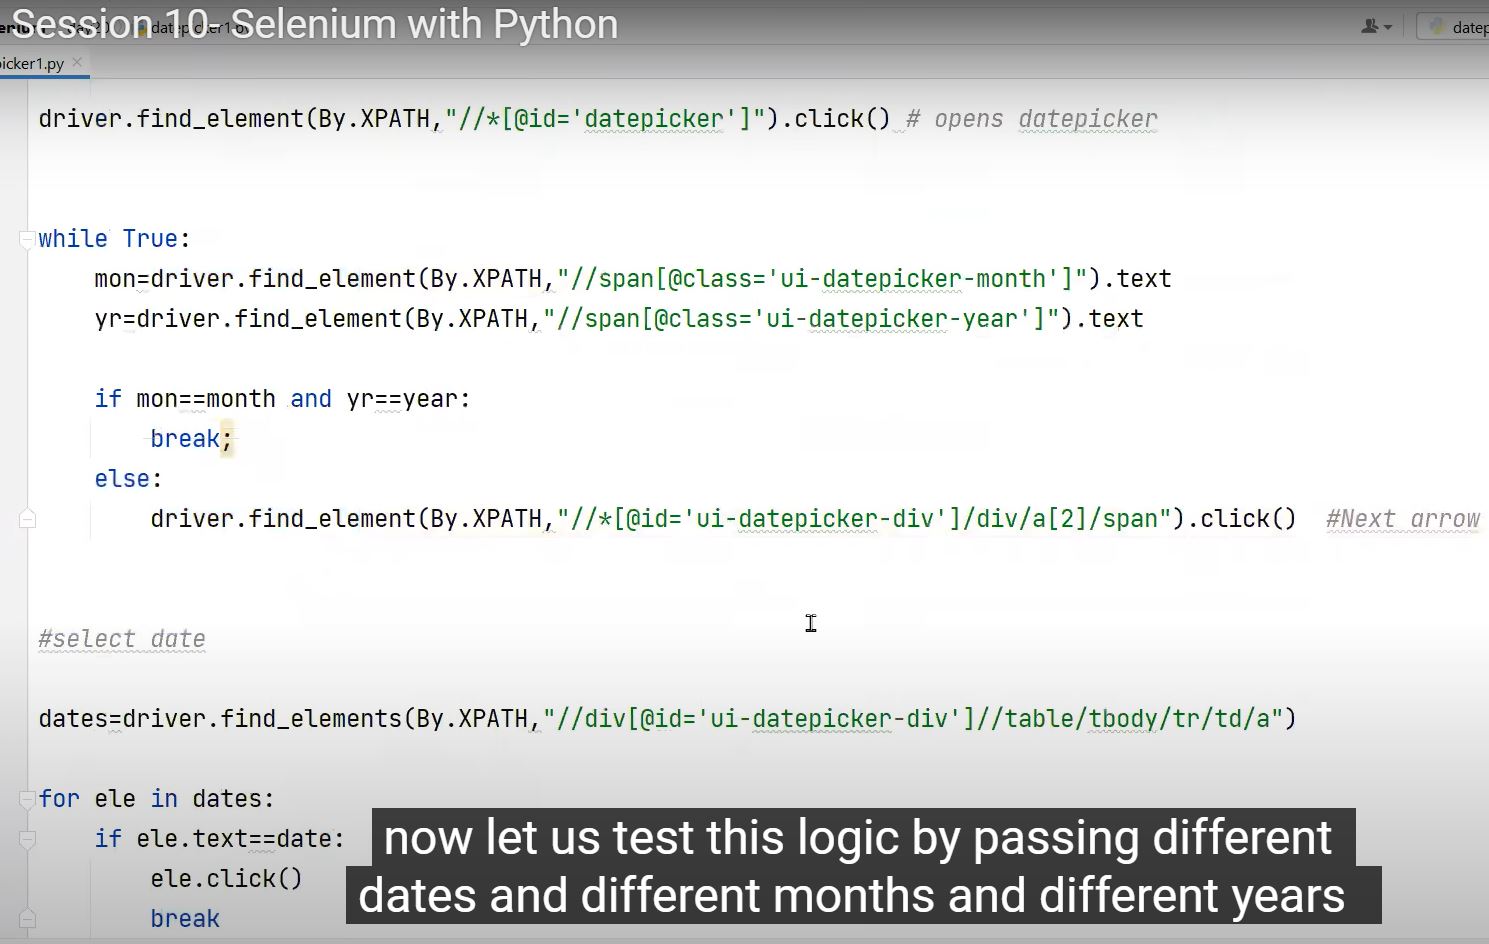 Session 10- Selenium with Python
datepicker1.py
datep
picker1.py
driver.find_element(By.XPATH,"//*[@id='datepicker']").click() # opens datepicker
while True:
mon=driver.find_element(By.XPATH,"//span[@class='ui-datepicker-month']").text
yr=driver.find_element(By.XPATH,"//span[@class='ui-datepicker-year']").text
if mon==month and yr==year:
break;
else:
driver.find_element(By.XPATH,"//*[@id='ui-datepicker-div']/div/a[2]/span").click() #Next arrow
#select date
dates=driver.find_elements(By.XPATH,"//div[@id='ui-datepicker-div']//table/tbody/tr/td/a")
for ele in dates:
if ele.text==date:
ele.click()
break
now let us test this logic by passing different
dates and different months and different years